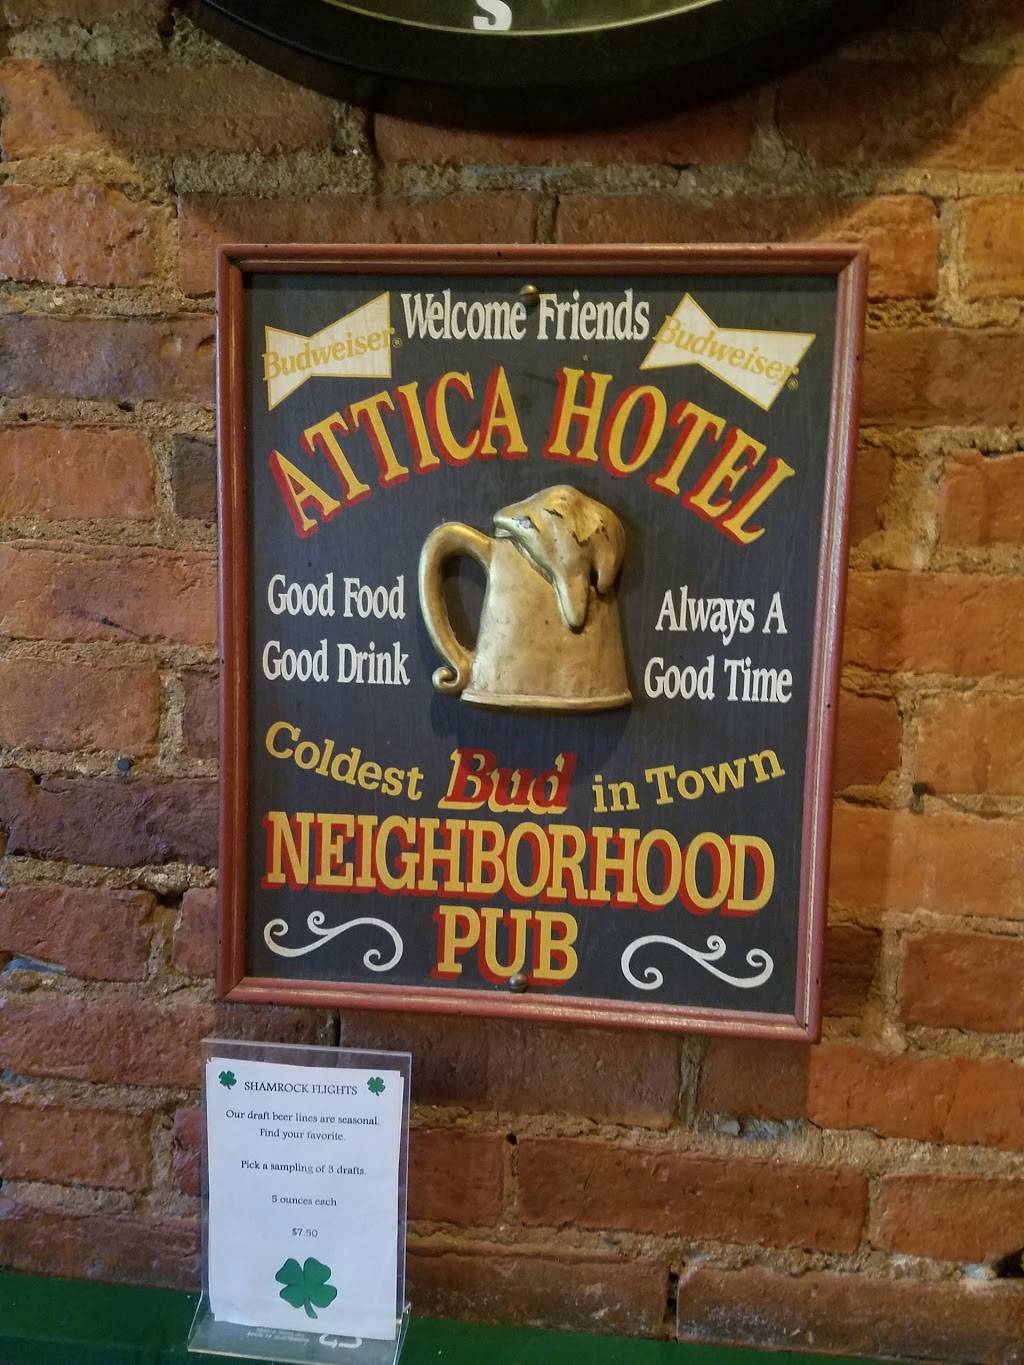 S
Welcome Friends
Budweiser®
Budweiser®
ATTICA HOTEL
Good Food
Good Drink
Always A
Good Time
Coldest Bud in Town
NEIGHBORHOOD
PUB
SHAMROCK FLIGHTS
Our draft beer lines are seasonal.
Find your favorite.
Pick a sampling of 3 drafts.
5 ounces each
$7.50